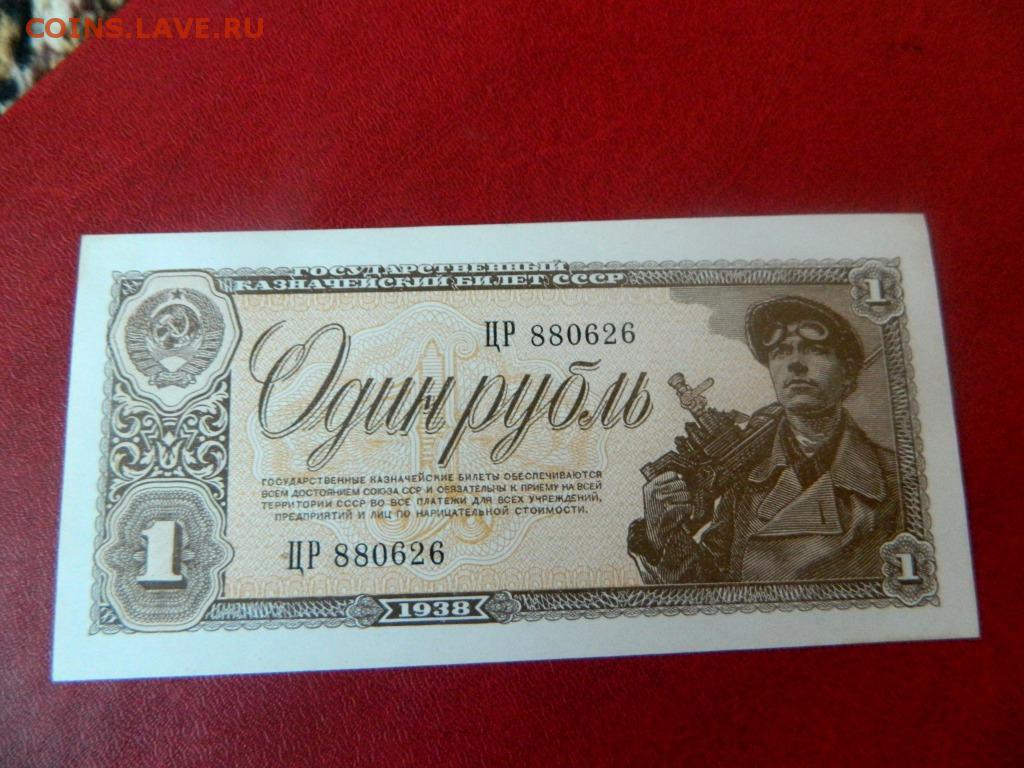 COINS.LAVE.RU
ГОСУДАРСТВЕННЫЙ
КАЗНАЧЕЙСКИЙ БИЛЕТ СССР
1
ЦР 880626
Один рубль
ГОСУДАРСТВЕННЫЕ КАЗНАЧЕЙСКИЕ БИЛЕТЫ ОБЕСПЕЧИВАЮТСЯ
ВСЕМ ДОСТОЯНИЕМ СОЮЗА ССР И ОБЯЗАТЕЛЬНЫ К ПРИЕМУ НА ВСЕЙ
ТЕРРИТОРИИ СССР ВО ВСЕ ПЛАТЕЖИ ДЛЯ ВСЕХ УЧРЕЖДЕНИЙ,
ПРЕДПРИЯТИЙ И ЛИЦ ПО НАРИЦАТЕЛЬНОЙ СТОИМОСТИ.
1
ЦР 880626
1
1938